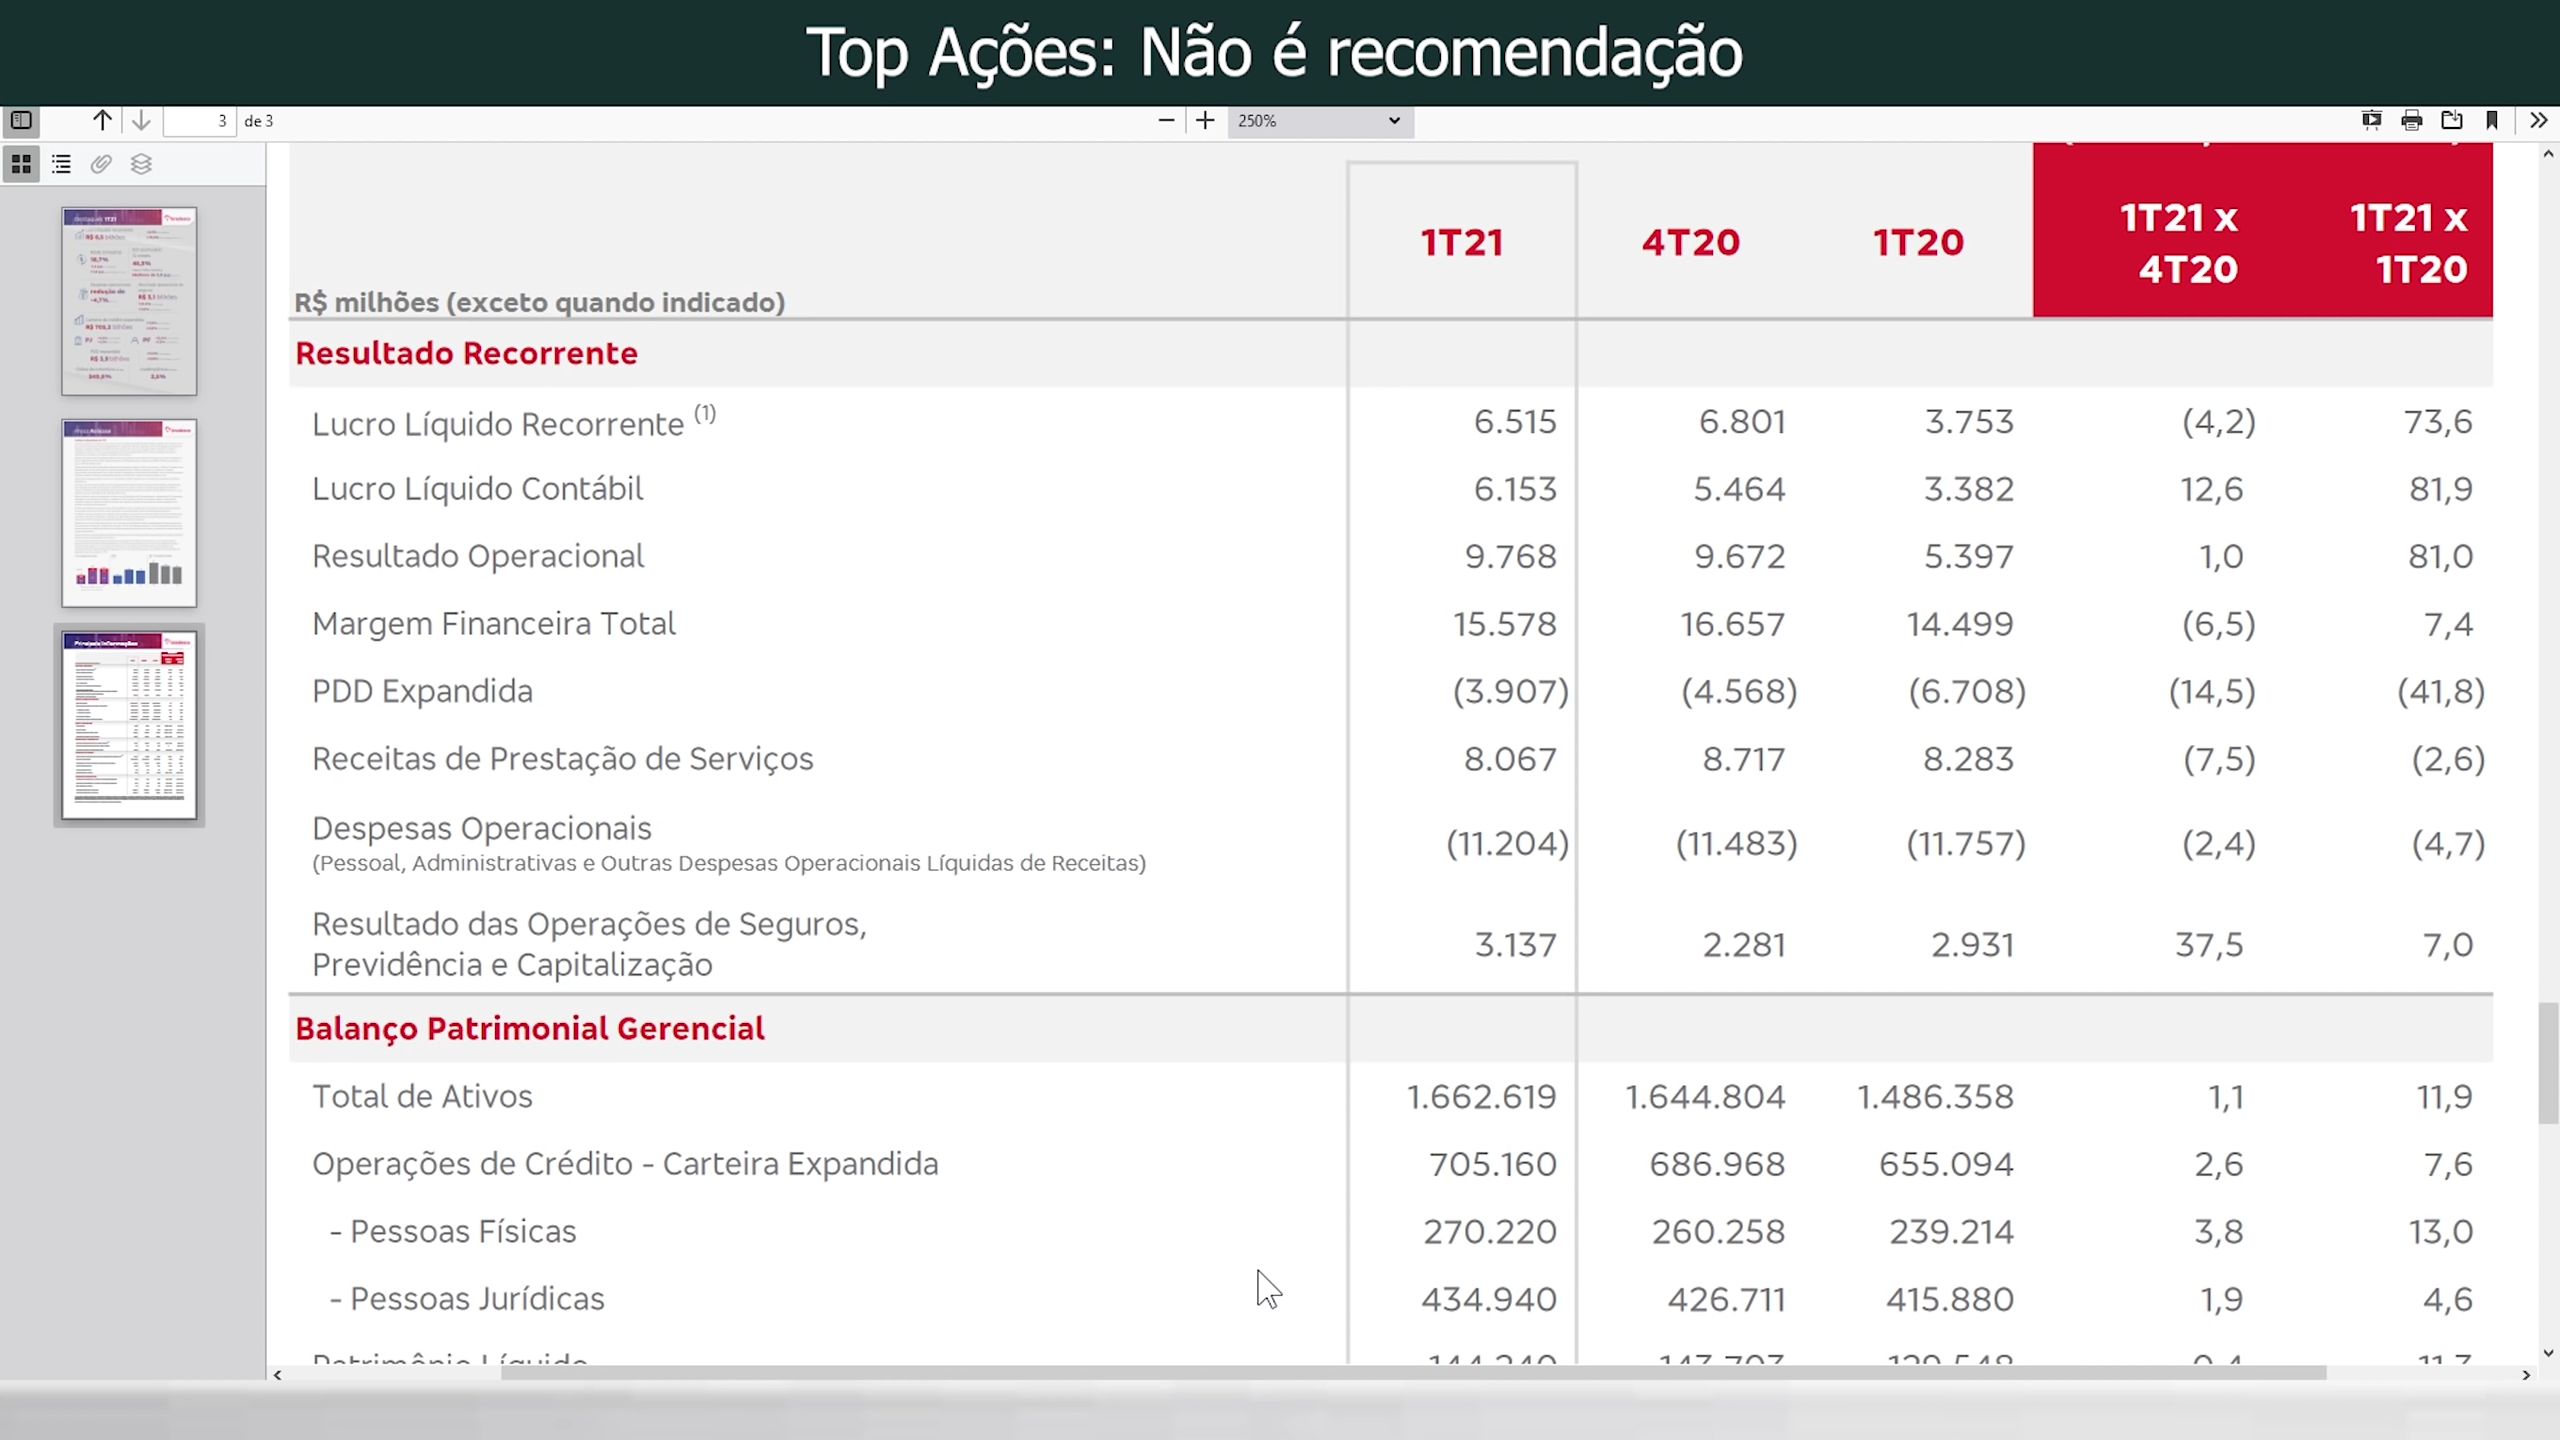 Top Ações: Não é recomendação
3 de 3
250%
1T21 4T20 1T20 1T21 x 4T20 1T21 x 1T20
R$ milhões (exceto quando indicado)
Resultado Recorrente
Lucro Líquido Recorrente (1) 6.515 6.801 3.753 (4,2) 73,6
Lucro Líquido Contábil 6.153 5.464 3.382 12,6 81,9
Resultado Operacional 9.768 9.672 5.397 1,0 81,0
Margem Financeira Total 15.578 16.657 14.499 (6,5) 7,4
PDD Expandida (3.907) (4.568) (6.708) (14,5) (41,8)
Receitas de Prestação de Serviços 8.067 8.717 8.283 (7,5) (2,6)
Despesas Operacionais (11.204) (11.483) (11.757) (2,4) (4,7)
(Pessoal, Administrativas e Outras Despesas Operacionais Líquidas de Receitas)
Resultado das Operações de Seguros,
Previdência e Capitalização 3.137 2.281 2.931 37,5 7,0
Balanço Patrimonial Gerencial
Total de Ativos 1.662.619 1.644.804 1.486.358 1,1 11,9
Operações de Crédito - Carteira Expandida 705.160 686.968 655.094 2,6 7,6
- Pessoas Físicas 270.220 260.258 239.214 3,8 13,0
- Pessoas Jurídicas 434.940 426.711 415.880 1,9 4,6
Patrimônio Líquido